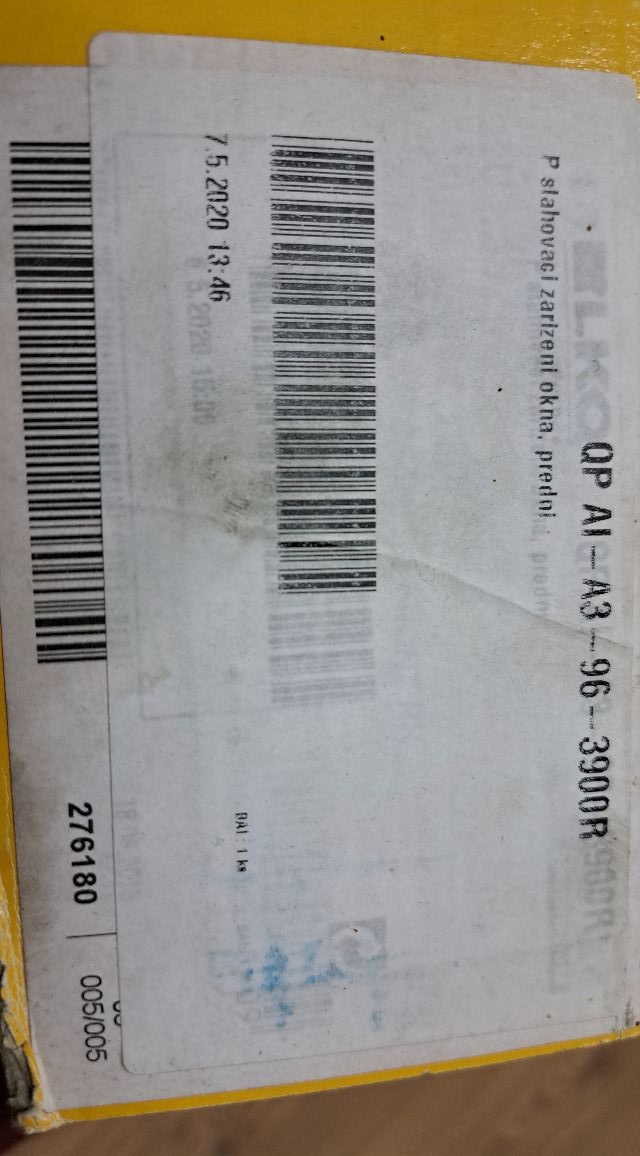 QP AI-A3-96-3900R
P stahovaci zarizeni okna, predni
7.5.2020 13:46
BAL: 1 ks
276180
005/005